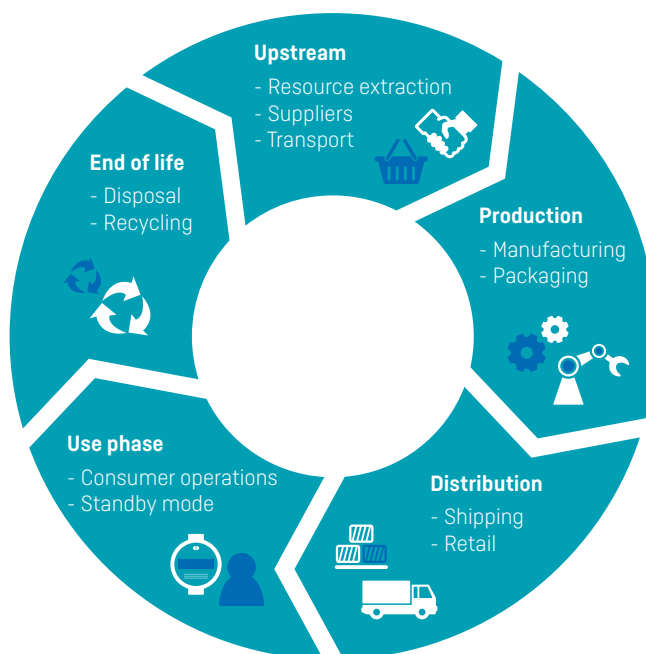 Upstream
- Resource extraction
- Suppliers
- Transport
Production
- Manufacturing
- Packaging
Distribution
- Shipping
- Retail
Use phase
- Consumer operations
- Standby mode
End of life
- Disposal
- Recycling